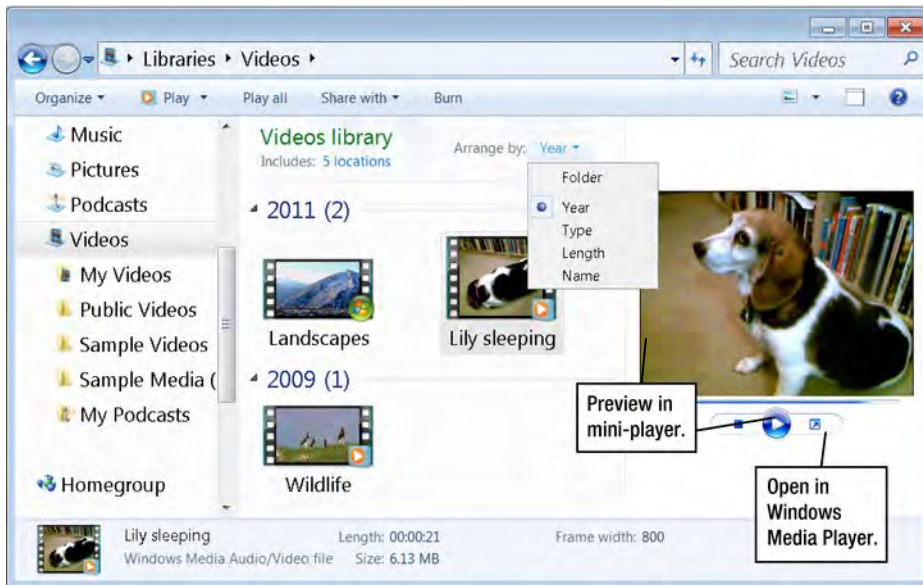 Libraries Videos
Search Videos
Organize Play Play all Share with Burn
Music
Pictures
Podcasts
Videos
My Videos
Public Videos
Sample Videos
Sample Media (
My Podcasts
Homegroup
Videos library
Includes: 5 locations
Arrange by: Year
Folder
Year
Type
Length
Name
2011 (2)
Landscapes
Lily sleeping
2009 (1)
Wildlife
Preview in
mini-player.
Open in
Windows
Media Player.
Lily sleeping Length: 00:00:21 Frame width: 800
Windows Media Audio/Video file Size: 6.13 MB